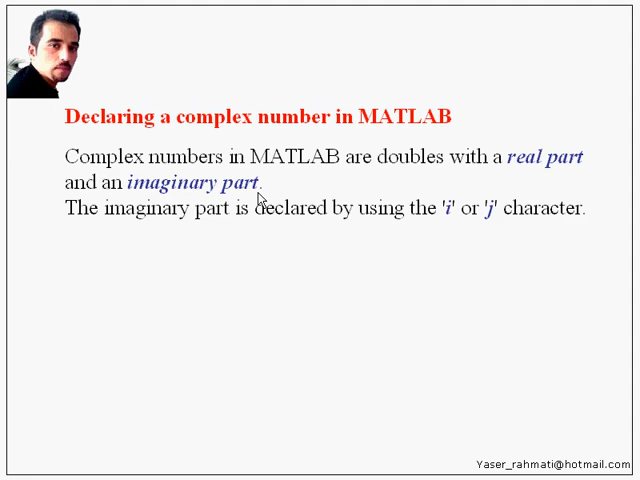 Declaring a complex number in MATLAB
Complex numbers in MATLAB are doubles with a real part
and an imaginary part.
The imaginary part is declared by using the 'i' or 'j' character.
Yaser_rahmati@hotmail.com